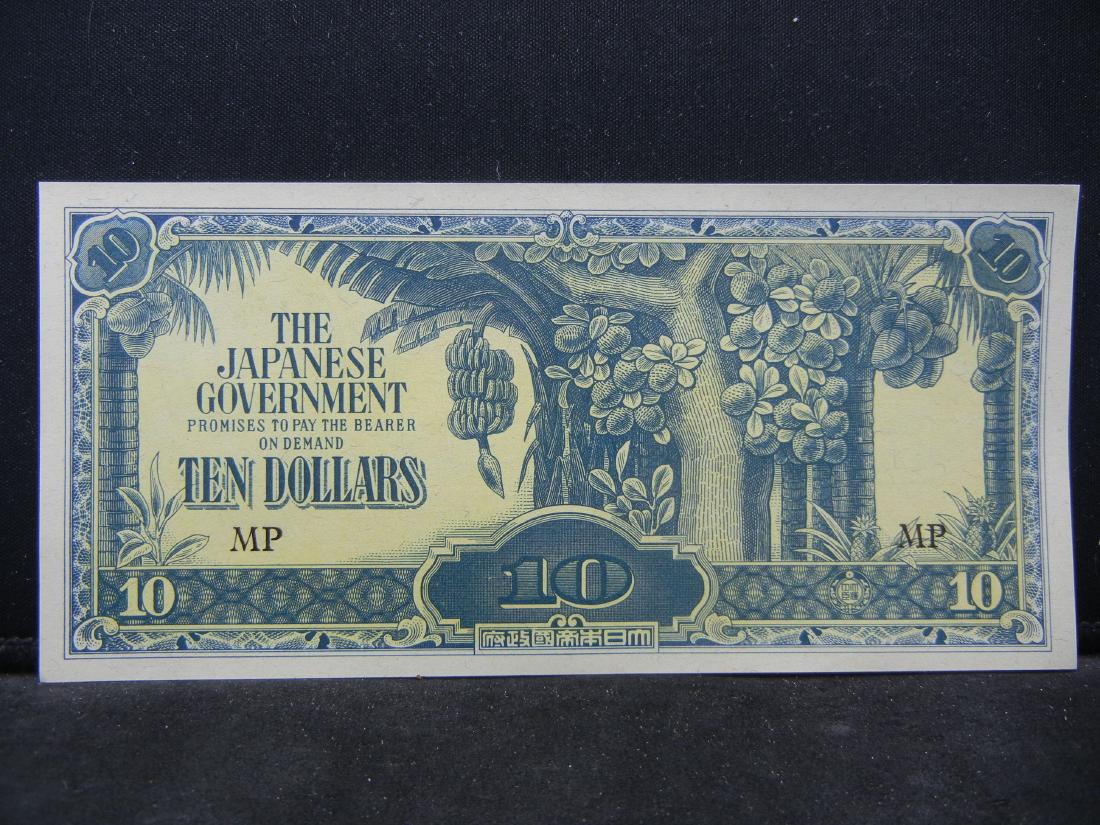 10
10
THE
JAPANESE
GOVERNMENT
PROMISES TO PAY THE BEARER
ON DEMAND
TEN DOLLARS
MP
MP
10
10
10
府政國帝本日大